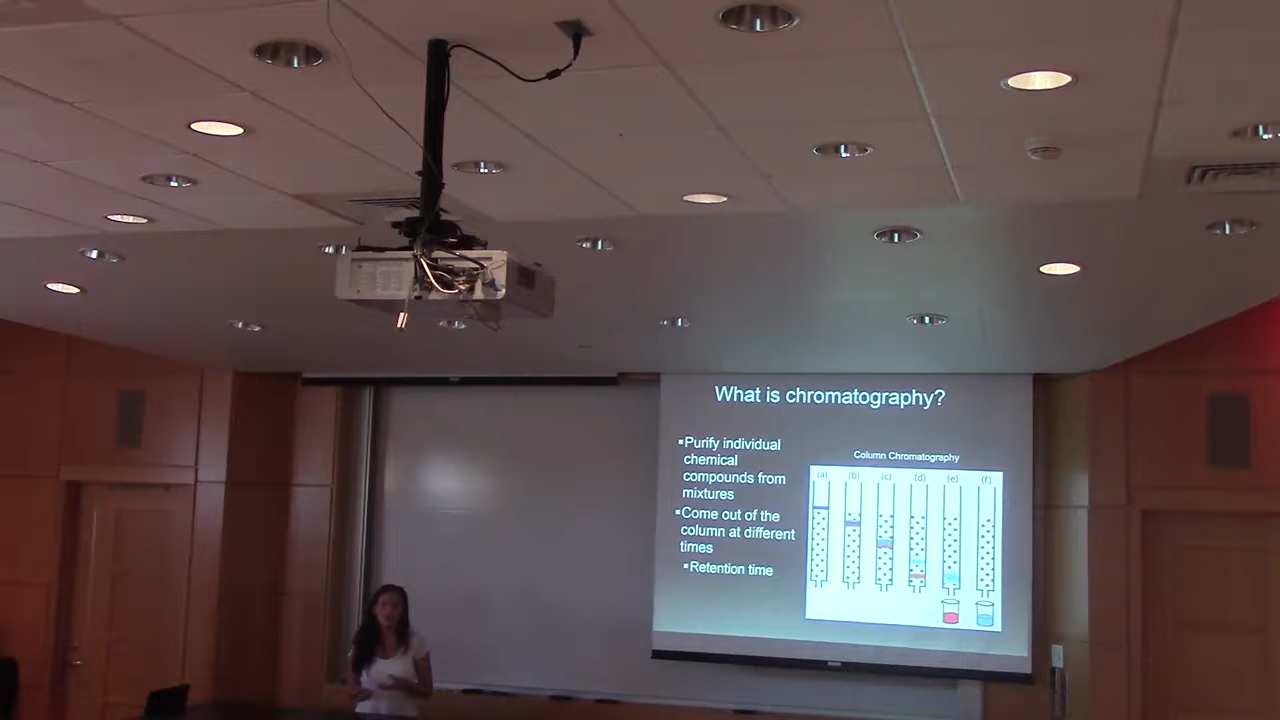 What is chromatography?
▪Purify individual
chemical
compounds from
mixtures
▪Come out of the
column at different
times
▪Retention time
Column Chromatography
(a) (b) (c) (d) (e) (f)